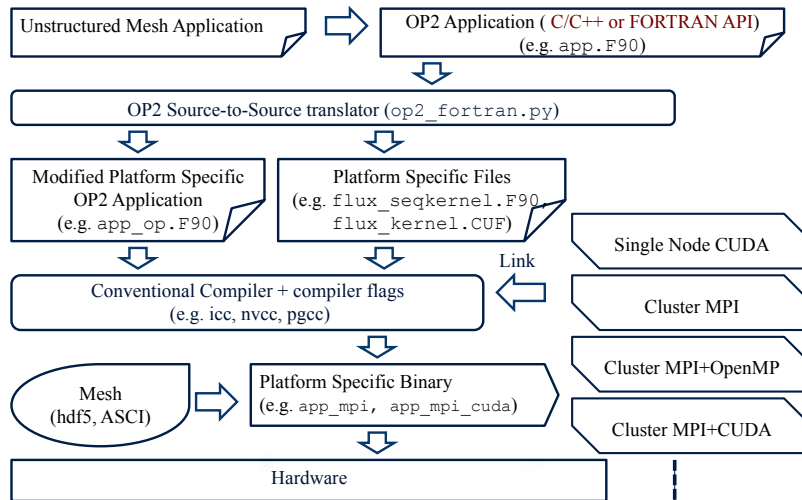 Unstructured Mesh Application
OP2 Application ( C/C++ or FORTRAN API)
(e.g. app.F90)
OP2 Source-to-Source translator (op2_fortran.py)
Modified Platform Specific
OP2 Application
(e.g. app_op.F90)
Platform Specific Files
(e.g. flux_seqkernel.F90,
flux_kernel.CUF)
Single Node CUDA
Link
Conventional Compiler + compiler flags
(e.g. icc, nvcc, pgcc)
Cluster MPI
Cluster MPI+OpenMP
Mesh
(hdf5, ASCI)
Platform Specific Binary
(e.g. app_mpi, app_mpi_cuda)
Cluster MPI+CUDA
Hardware